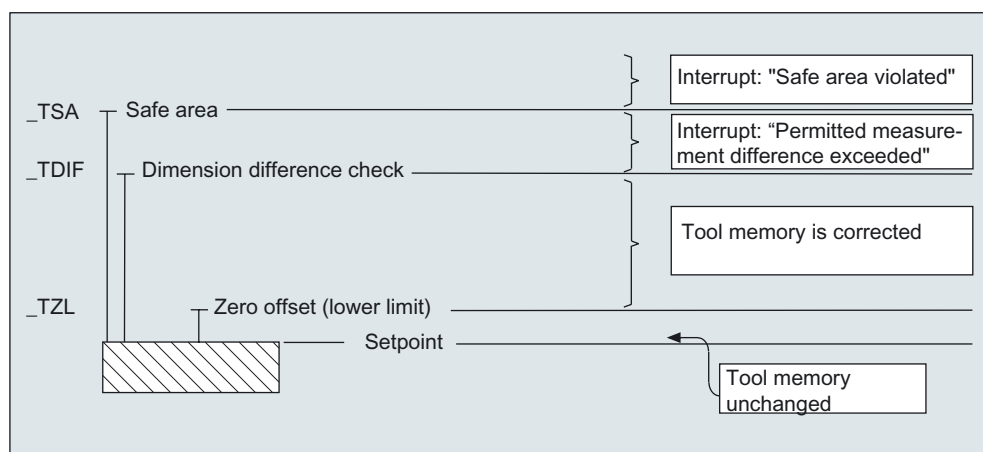 Interrupt: "Safe area violated"
_TSA
Safe area
Interrupt: “Permitted measure-
ment difference exceeded"
_TDIF
Dimension difference check
Tool memory is corrected
_TZL
Zero offset (lower limit)
Setpoint
Tool memory
unchanged